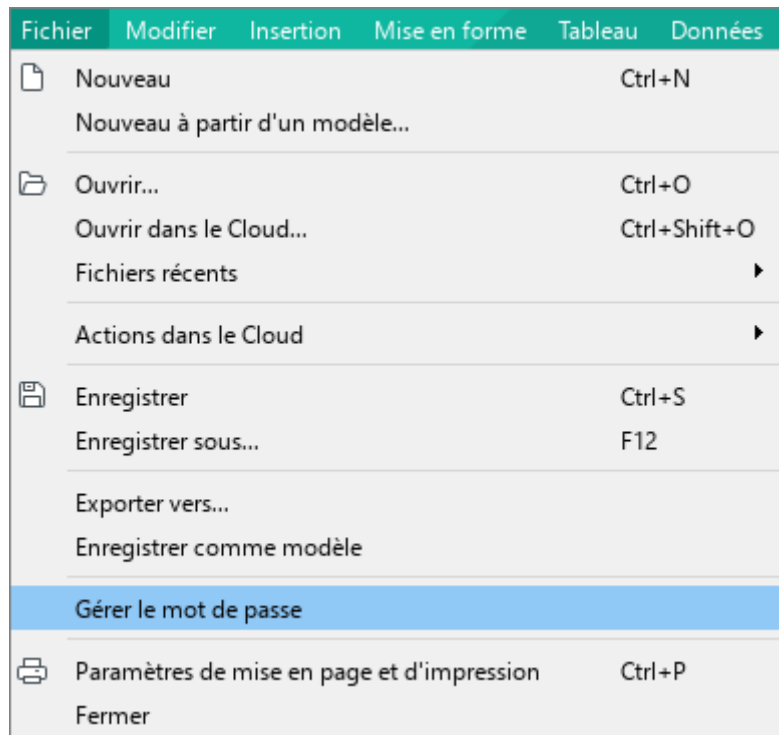 Fichier Modifier Insertion Mise en forme Tableau Données
Nouveau Ctrl+N
Nouveau à partir d'un modèle...
Ouvrir... Ctrl+O
Ouvrir dans le Cloud... Ctrl+Shift+O
Fichiers récents
Actions dans le Cloud
Enregistrer Ctrl+S
Enregistrer sous... F12
Exporter vers...
Enregistrer comme modèle
Gérer le mot de passe
Paramètres de mise en page et d'impression Ctrl+P
Fermer